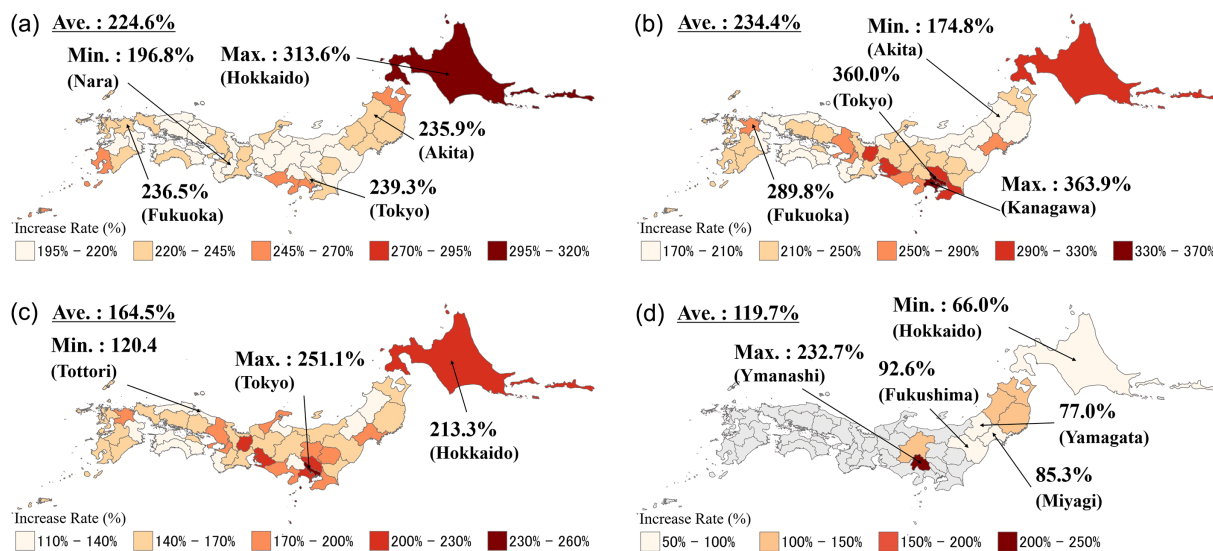 (a)
Ave. : 224.6%
Min. : 196.8%
(Nara)
Max. : 313.6%
(Hokkaido)
235.9%
(Akita)
236.5%
(Fukuoka)
239.3%
(Tokyo)
Increase Rate (%)
195% - 220%
220% - 245%
245% - 270%
270% - 295%
295% - 320%
(b)
Ave. : 234.4%
Min. : 174.8%
(Akita)
360.0%
(Tokyo)
289.8%
(Fukuoka)
Max. : 363.9%
(Kanagawa)
Increase Rate (%)
170% - 210%
210% - 250%
250% - 290%
290% - 330%
330% - 370%
(c)
Ave. : 164.5%
Min. : 120.4
(Tottori)
Max. : 251.1%
(Tokyo)
213.3%
(Hokkaido)
Increase Rate (%)
110% - 140%
140% - 170%
170% - 200%
200% - 230%
230% - 260%
(d)
Ave. : 119.7%
Min. : 66.0%
(Hokkaido)
Max. : 232.7%
(Ymanashi)
92.6%
(Fukushima)
77.0%
(Yamagata)
85.3%
(Miyagi)
Increase Rate (%)
50% - 100%
100% - 150%
150% - 200%
200% - 250%